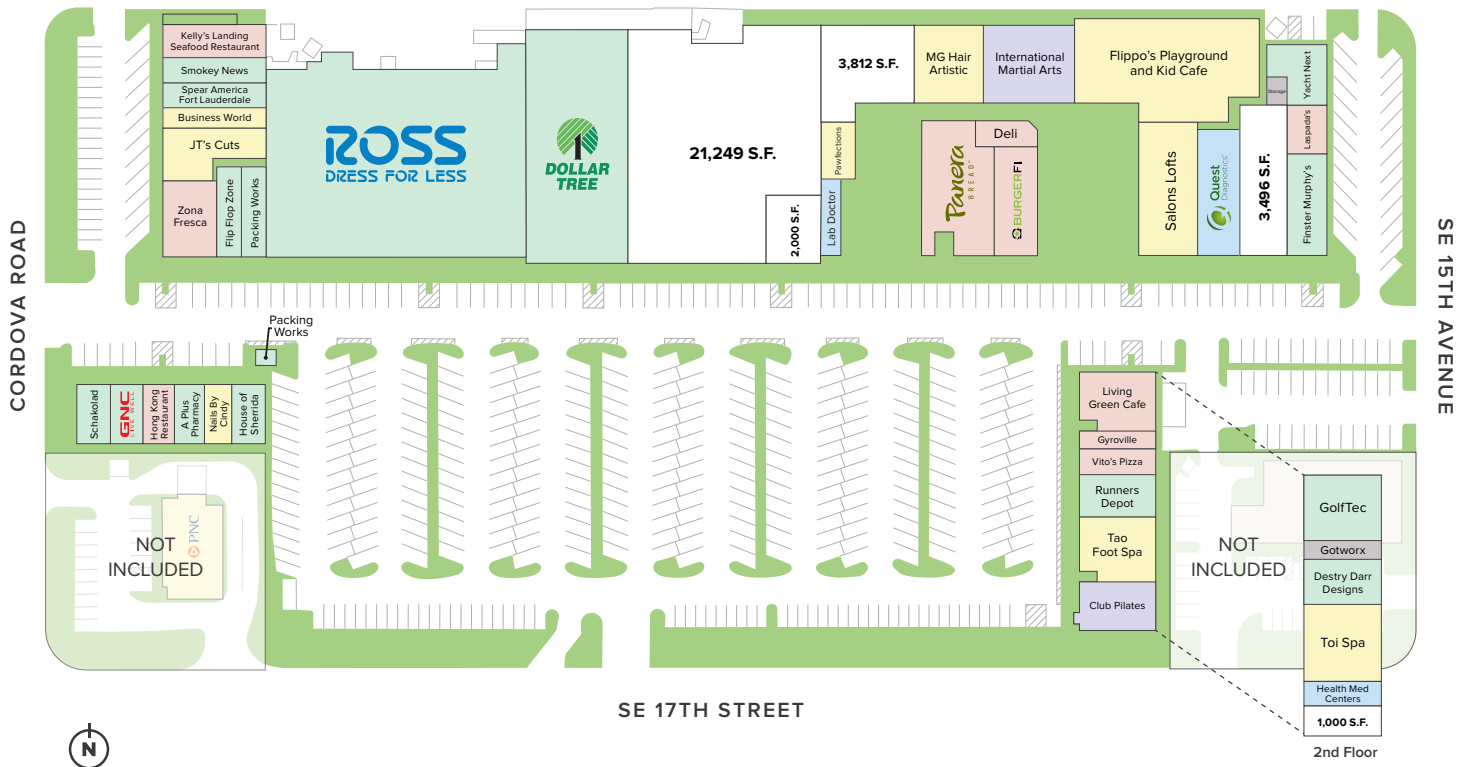 Kelly's Landing
Seafood Restaurant
Smokey News
Spear America
Fort Lauderdale
Business World
JT's Cuts
Zona
Fresca
Flip Flop Zone
Packing Works
ROSS
DRESS FOR LESS
DOLLAR
TREE
21,249 S.F.
2,000 S.F.
3,812 S.F.
Pawfections
Lab Doctor
MG Hair
Artistic
International
Martial Arts
Flippo's Playground
and Kid Cafe
Panera
BREAD
Deli
BURGERFI
Salons Lofts
Quest
Diagnostics
3,496 S.F.
Storage
Yacht Next
Laspada's
Finster Murphy's
CORDOVA ROAD
SE 15TH AVENUE
Packing
Works
Schakolad
GNC
LIVE WELL
Hong Kong
Restaurant
A Plus
Pharmacy
Nails By
Cindy
House of
Sherrida
PNC
NOT
INCLUDED
Living
Green Cafe
Gyroville
Vito's Pizza
Runners
Depot
Tao
Foot Spa
Club Pilates
NOT
INCLUDED
GolfTec
Gotworx
Destry Darr
Designs
Toi Spa
Health Med
Centers
1,000 S.F.
2nd Floor
SE 17TH STREET
N